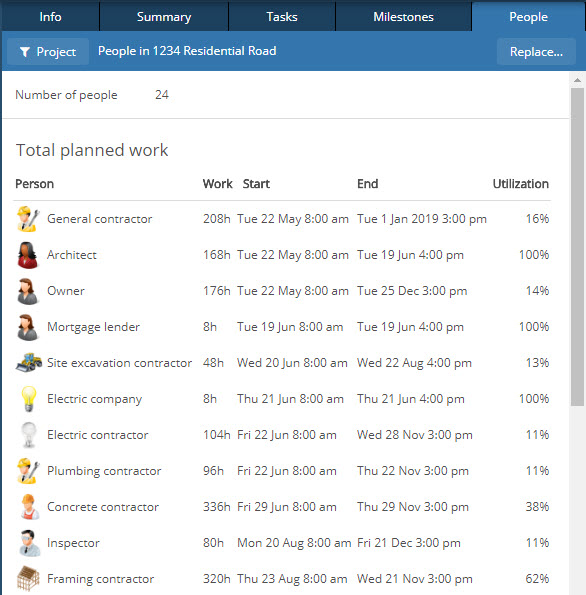 Info Summary Tasks Milestones People
Project People in 1234 Residential Road Replace...
Number of people 24
Total planned work
Person Work Start End Utilization
General contractor 208h Tue 22 May 8:00 am Tue 1 Jan 2019 3:00 pm 16%
Architect 168h Tue 22 May 8:00 am Tue 19 Jun 4:00 pm 100%
Owner 176h Tue 22 May 8:00 am Tue 25 Dec 3:00 pm 14%
Mortgage lender 8h Tue 19 Jun 8:00 am Tue 19 Jun 4:00 pm 100%
Site excavation contractor 48h Wed 20 Jun 8:00 am Wed 22 Aug 4:00 pm 13%
Electric company 8h Thu 21 Jun 8:00 am Thu 21 Jun 4:00 pm 100%
Electric contractor 104h Fri 22 Jun 8:00 am Wed 28 Nov 3:00 pm 11%
Plumbing contractor 96h Fri 22 Jun 8:00 am Thu 22 Nov 3:00 pm 11%
Concrete contractor 336h Fri 29 Jun 8:00 am Thu 29 Nov 3:00 pm 38%
Inspector 80h Mon 20 Aug 8:00 am Fri 21 Dec 3:00 pm 11%
Framing contractor 320h Thu 23 Aug 8:00 am Wed 21 Nov 3:00 pm 62%